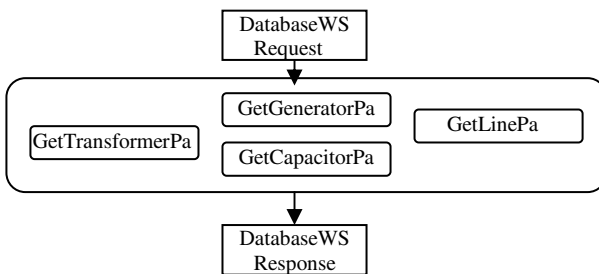 DatabaseWS
Request
GetGeneratorPa
GetLinePa
GetTransformerPa
GetCapacitorPa
DatabaseWS
Response